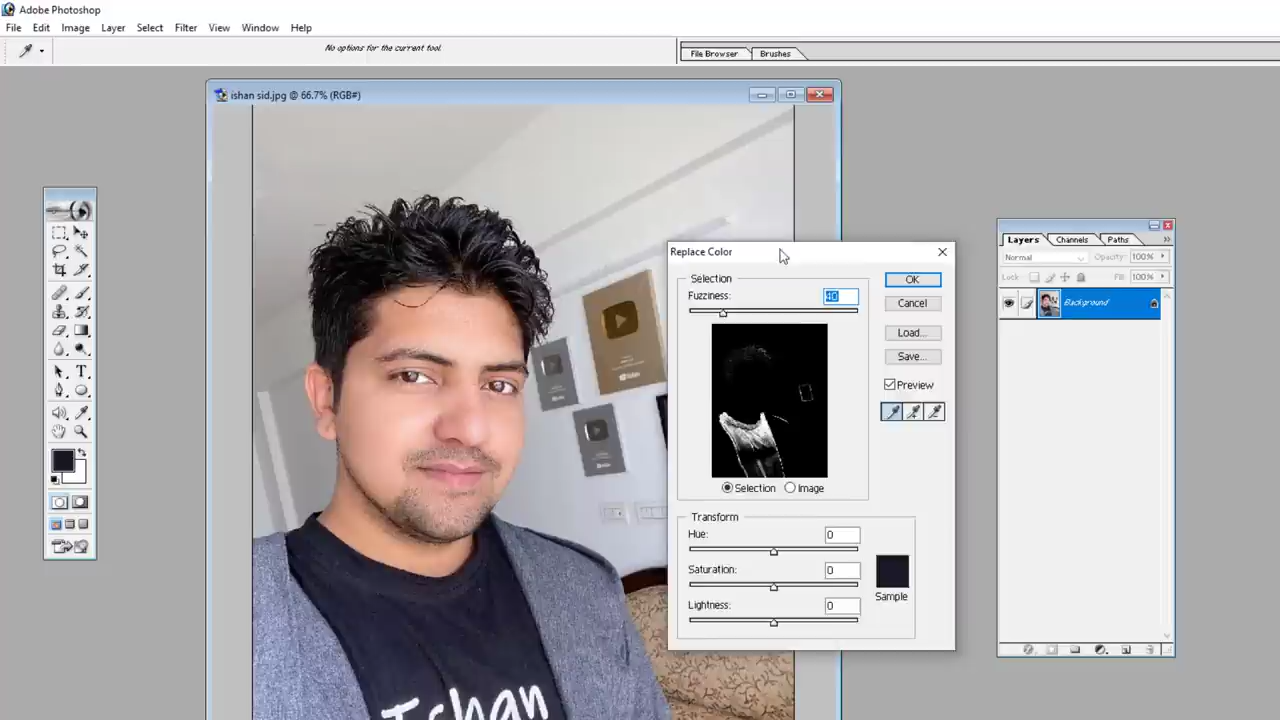 Adobe Photoshop
File Edit Image Layer Select Filter View Window Help
No options for the current tool.
File Browser Brushes
ishan sid.jpg @ 66.7% (RGB#)
Replace Color
Selection
Fuzziness: 40
OK
Cancel
Load...
Save...
Preview
Selection Image
Transform
Hue: 0
Saturation: 0
Lightness: 0
Sample
Layers Channels Paths
Normal Opacity: 100%
Lock: Fill: 100%
Background
T
Ishan